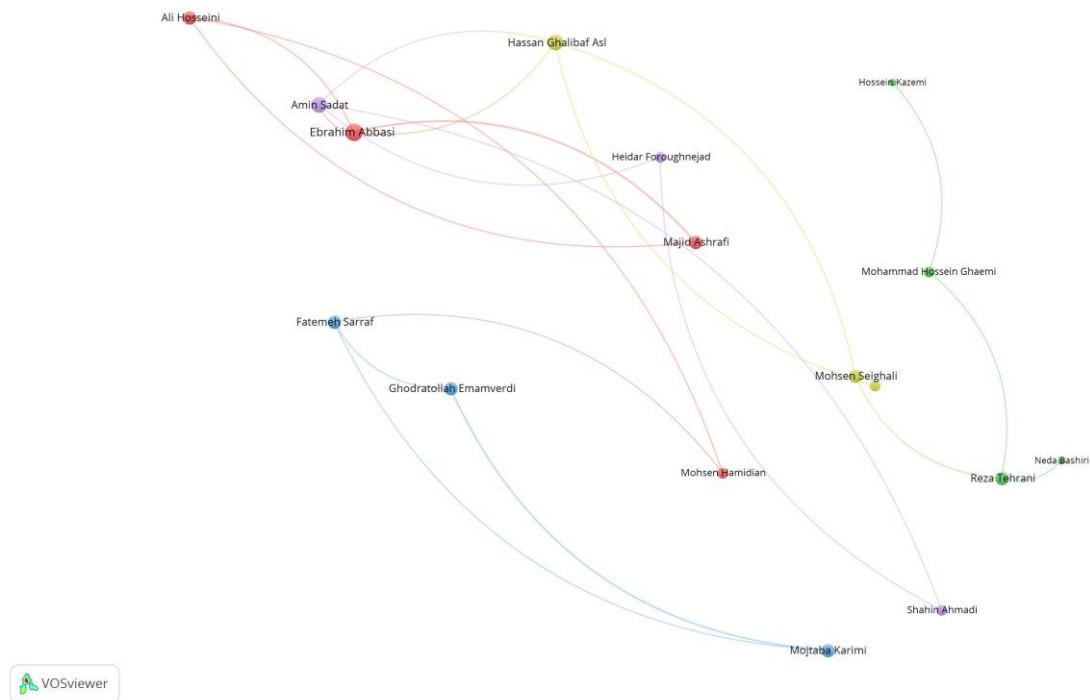 Ali Hosseini
Hassan Ghalibaf Asl
Hossein Kazemi
Amin Sadat
Ebrahim Abbasi
Heidar Foroughnejad
Majid Ashrafi
Mohammad Hossein Ghaemi
Fatemeh Sarraf
Mohsen Seighali
Ghodratollah Emamverdi
Neda Bashiri
Mohsen Hamidian
Reza Tehrani
Shahin Ahmadi
Mojtaba Karimi
VOSviewer